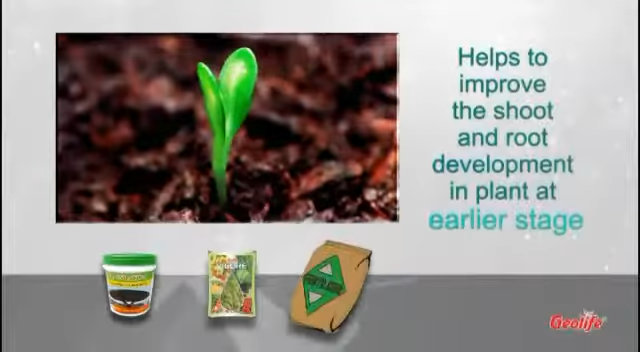 Helps to
improve
the shoot
and root
development
in plant at
earlier stage
Geolife